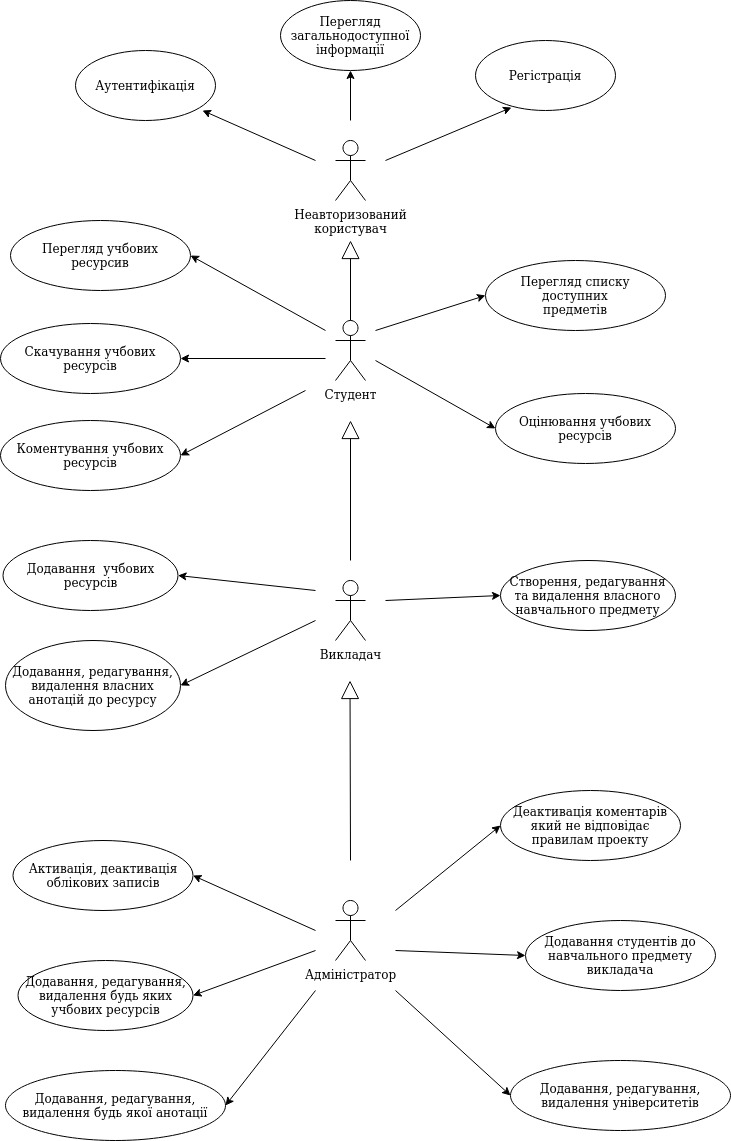 Перегляд
загальнодоступної
інформації
Аутентифікація
Регістрація
Неавторизований
користувач
Перегляд учбових
ресурсив
Перегляд списку
доступних
предметів
Скачування учбових
ресурсів
Студент
Коментування учбових
ресурсів
Оцінювання учбових
ресурсів
Додавання  учбових
ресурсів
Створення, редагування
та видалення власного
навчального предмету
Викладач
Додавання, редагування,
видалення власних
анотацій до ресурсу
Деактивація коментарів
який не відповідає
правилам проекту
Активація, деактивація
облікових записів
Додавання студентів до
навчального предмету
викладача
Адміністратор
Додавання, редагування,
видалення будь яких
учбових ресурсів
Додавання, редагування,
видалення будь якої анотації
Додавання, редагування,
видалення університетів